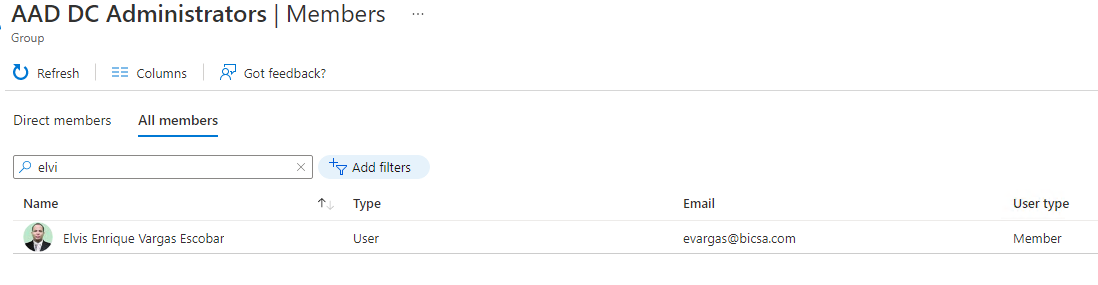 AAD DC Administrators | Members ...
Group
Refresh Columns Got feedback?
Direct members All members
elvi Add filters
Name Type Email User type
Elvis Enrique Vargas Escobar User evargas@bicsa.com Member